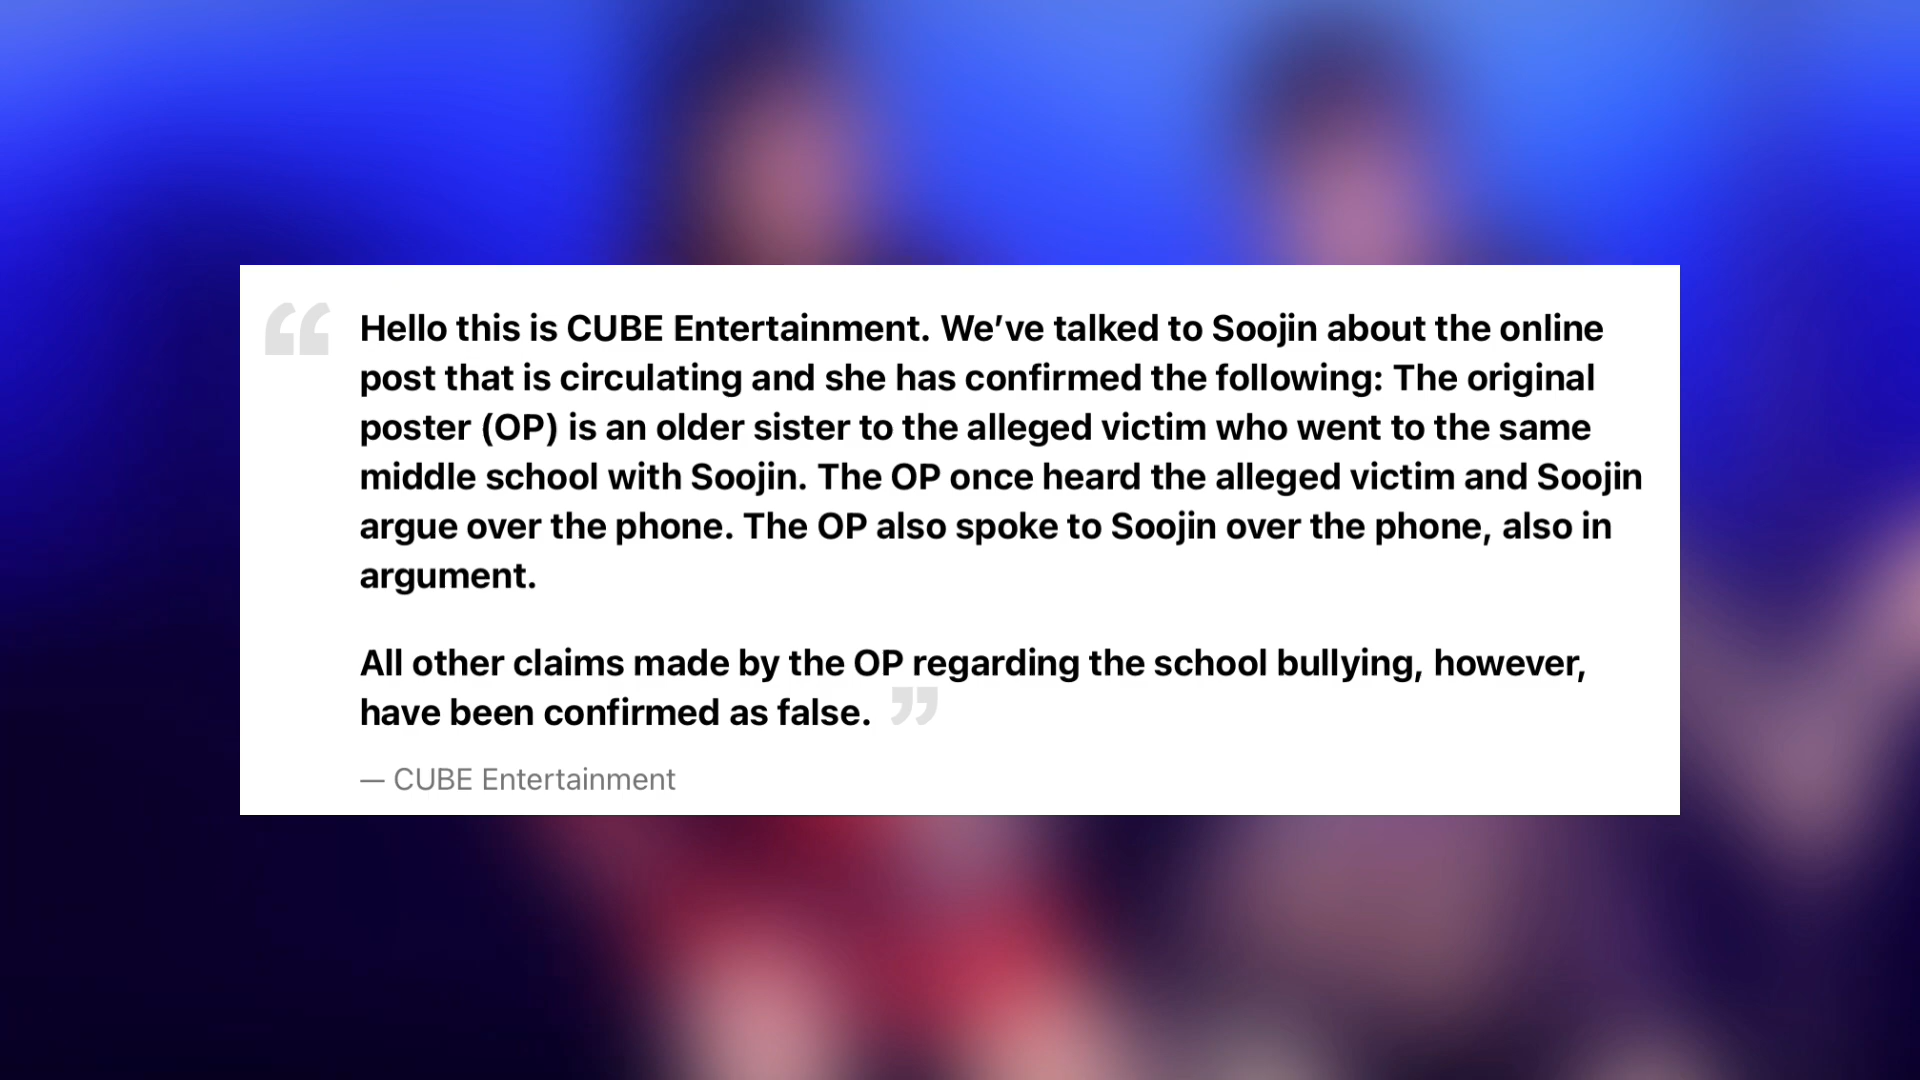 “
Hello this is CUBE Entertainment. We’ve talked to Soojin about the online
post that is circulating and she has confirmed the following: The original
poster (OP) is an older sister to the alleged victim who went to the same
middle school with Soojin. The OP once heard the alleged victim and Soojin
argue over the phone. The OP also spoke to Soojin over the phone, also in
argument.
All other claims made by the OP regarding the school bullying, however,
have been confirmed as false. ”
— CUBE Entertainment